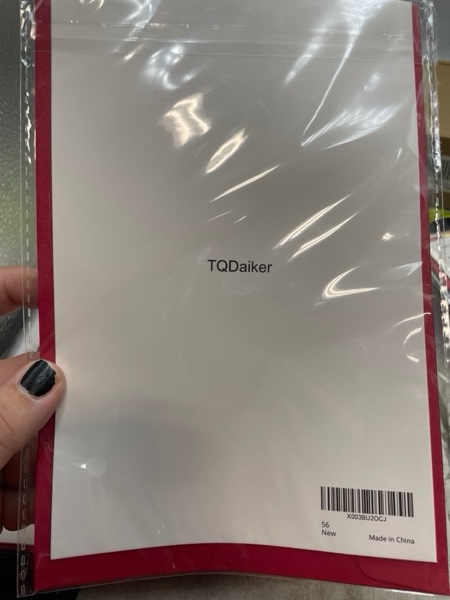 TQDaiker
X003BU2OCJ
S6
New
Made in China